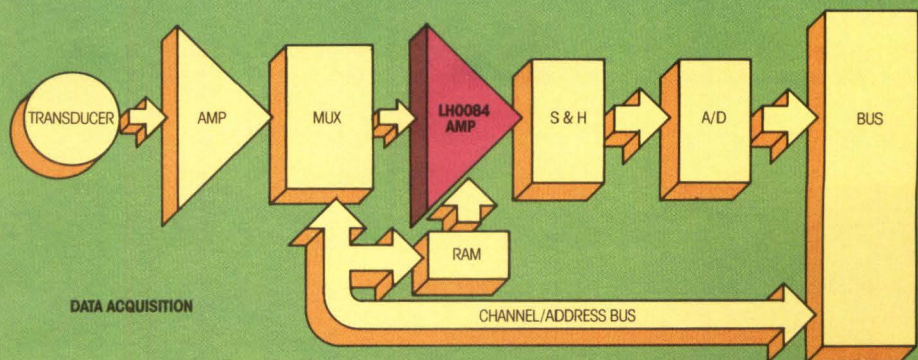 TRANSDUCER
AMP
MUX
LH0084
AMP
S & H
A/D
BUS
RAM
DATA ACQUISITION
CHANNEL/ADDRESS BUS